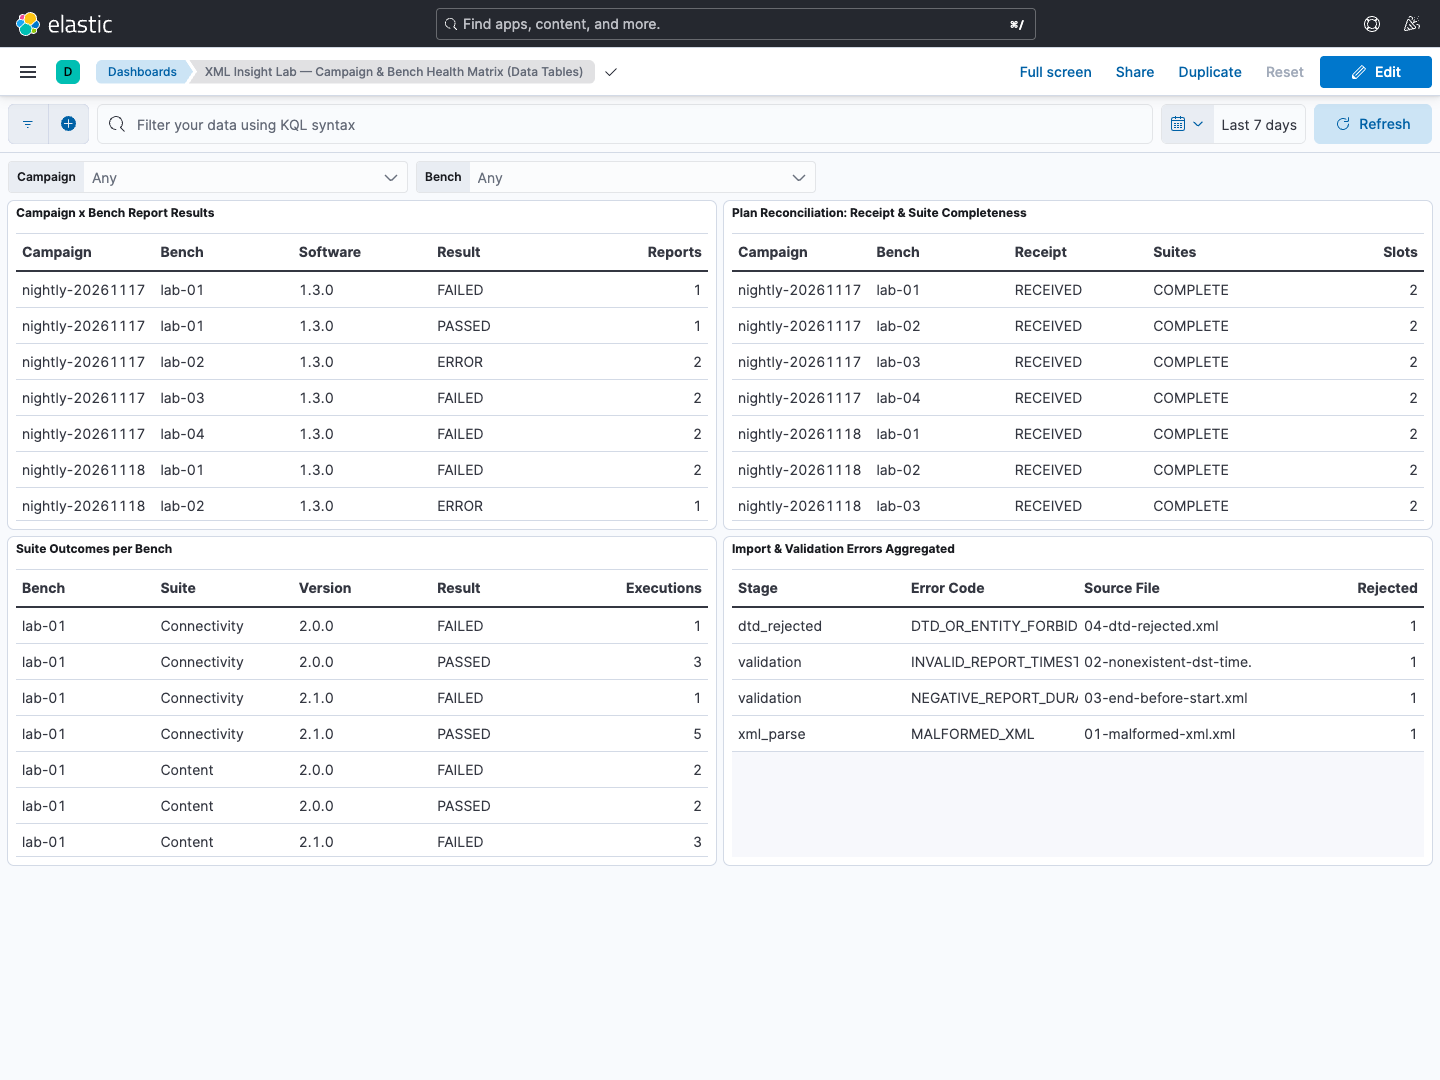 elastic
Find apps, content, and more.
⌘/
D
Dashboards
XML Insight Lab — Campaign & Bench Health Matrix (Data Tables)
Full screen
Share
Duplicate
Reset
Edit
Filter your data using KQL syntax
Last 7 days
Refresh
Campaign Any
Bench Any
Campaign x Bench Report Results
Campaign Bench Software Result Reports
nightly-20261117 lab-01 1.3.0 FAILED 1
nightly-20261117 lab-01 1.3.0 PASSED 1
nightly-20261117 lab-02 1.3.0 ERROR 2
nightly-20261117 lab-03 1.3.0 FAILED 2
nightly-20261117 lab-04 1.3.0 FAILED 2
nightly-20261118 lab-01 1.3.0 FAILED 2
nightly-20261118 lab-02 1.3.0 ERROR 1
Plan Reconciliation: Receipt & Suite Completeness
Campaign Bench Receipt Suites Slots
nightly-20261117 lab-01 RECEIVED COMPLETE 2
nightly-20261117 lab-02 RECEIVED COMPLETE 2
nightly-20261117 lab-03 RECEIVED COMPLETE 2
nightly-20261117 lab-04 RECEIVED COMPLETE 2
nightly-20261118 lab-01 RECEIVED COMPLETE 2
nightly-20261118 lab-02 RECEIVED COMPLETE 2
nightly-20261118 lab-03 RECEIVED COMPLETE 2
Suite Outcomes per Bench
Bench Suite Version Result Executions
lab-01 Connectivity 2.0.0 FAILED 1
lab-01 Connectivity 2.0.0 PASSED 3
lab-01 Connectivity 2.1.0 FAILED 1
lab-01 Connectivity 2.1.0 PASSED 5
lab-01 Content 2.0.0 FAILED 2
lab-01 Content 2.0.0 PASSED 2
lab-01 Content 2.1.0 FAILED 3
Import & Validation Errors Aggregated
Stage Error Code Source File Rejected
dtd_rejected DTD_OR_ENTITY_FORBID 04-dtd-rejected.xml 1
validation INVALID_REPORT_TIMEST 02-nonexistent-dst-time. 1
validation NEGATIVE_REPORT_DURA 03-end-before-start.xml 1
xml_parse MALFORMED_XML 01-malformed-xml.xml 1